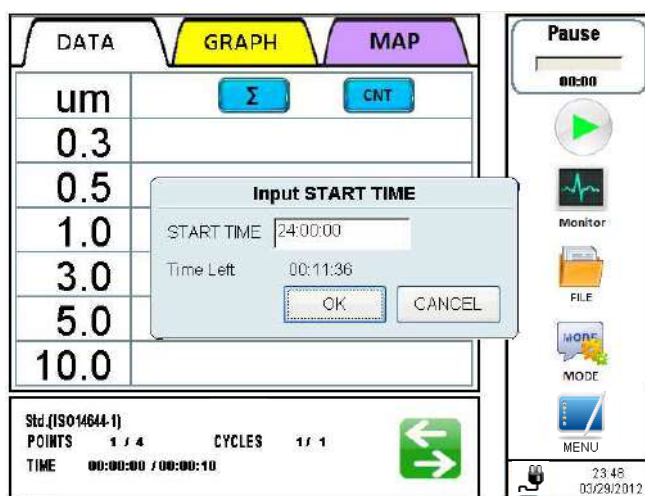 DATA GRAPH MAP
um Σ CNT
0.3
0.5
1.0
3.0
5.0
10.0
Input START TIME
START TIME 24:00:00
Time Left 00:11:36
OK CANCEL
Std.(ISO14644-1)
POINTS 1 / 4 CYCLES 1 / 1
TIME 00:00:00 / 00:00:10
Pause
00:00
Monitor
FILE
MODE
MODE
MENU
23 48
03/29/2012